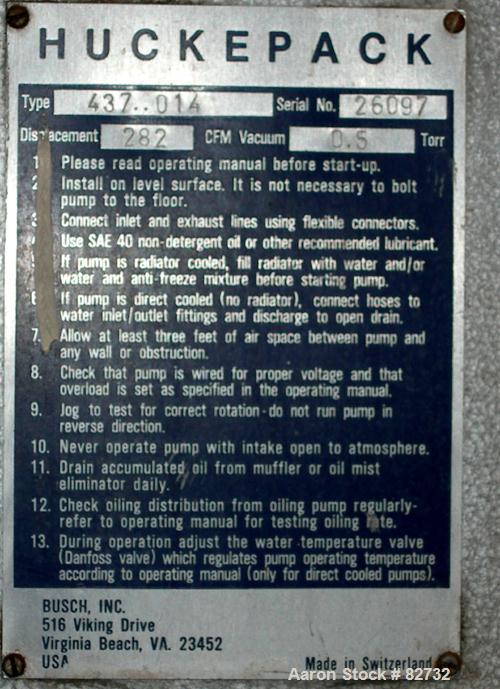 HUCKEPACK
Type 437..014 Serial No. 26097
Displacement 282 CFM Vacuum 0.5 Torr
1. Please read operating manual before start-up.
2. Install on level surface. It is not necessary to bolt
pump to the floor.
3. Connect inlet and exhaust lines using flexible connectors.
4. Use SAE 40 non-detergent oil or other recommended lubricant.
5. If pump is radiator cooled, fill radiator with water and/or
water and anti-freeze mixture before starting pump.
6. If pump is direct cooled (no radiator), connect hoses to
water inlet/outlet fittings and discharge to open drain.
7. Allow at least three feet of air space between pump and
any wall or obstruction.
8. Check that pump is wired for proper voltage and that
overload is set as specified in the operating manual.
9. Jog to test for correct rotation-do not run pump in
reverse direction.
10. Never operate pump with intake open to atmosphere.
11. Drain accumulated oil from muffler or oil mist
eliminator daily.
12. Check oiling distribution from oiling pump regularly-
refer to operating manual for testing oiling rate.
13. During operation adjust the water temperature valve
(Danfoss valve) which regulates pump operating temperature
according to operating manual (only for direct cooled pumps).
BUSCH, INC.
516 Viking Drive
Virginia Beach, VA. 23452
USA
Made in Switzerland
Aaron Stock # 82732